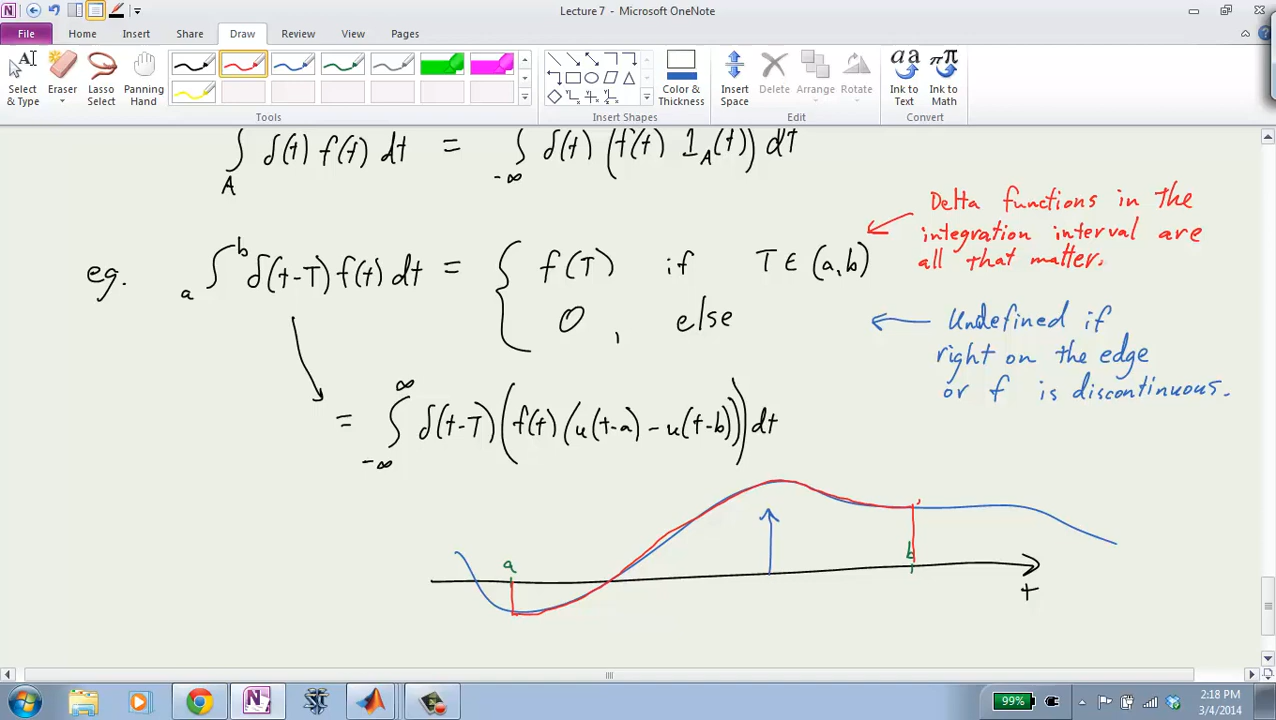 Lecture 7 - Microsoft OneNote
File Home Insert Draw Review View Pages
Select & Type Eraser Lasso Select Panning Hand Color & Thickness Insert Space Delete Arrange Rotate Ink to Text Ink to Math
Tools Insert Shapes Edit Convert
∫_A δ(t) f(t) dt = ∫_{-∞} δ(t) (f(t) 1_A(t)) dt
Delta functions in the
integration interval are
all that matter.
eg. ∫_a^b δ(t-T) f(t) dt = { f(T) if T ∈ (a,b)
0 , else
Undefined if
right on the edge
or f is discontinuous.
= ∫_{-∞}^∞ δ(t-T) (f(t) (u(t-a) - u(t-b))) dt
a b
t
99% 2:18 PM
3/4/2014